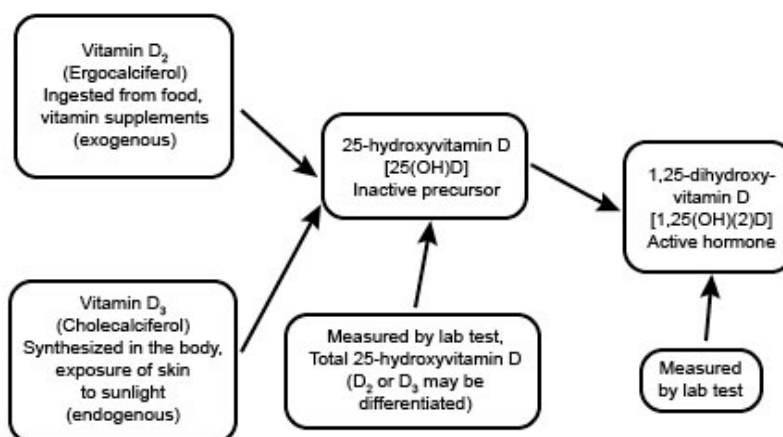 Vitamin D2
(Ergocalciferol)
Ingested from food,
vitamin supplements
(exogenous)
Vitamin D3
(Cholecalciferol)
Synthesized in the body,
exposure of skin
to sunlight
(endogenous)
25-hydroxyvitamin D
[25(OH)D]
Inactive precursor
Measured by lab test,
Total 25-hydroxyvitamin D
(D2 or D3 may be
differentiated)
1,25-dihydroxy-
vitamin D
[1,25(OH)(2)D]
Active hormone
Measured
by lab test